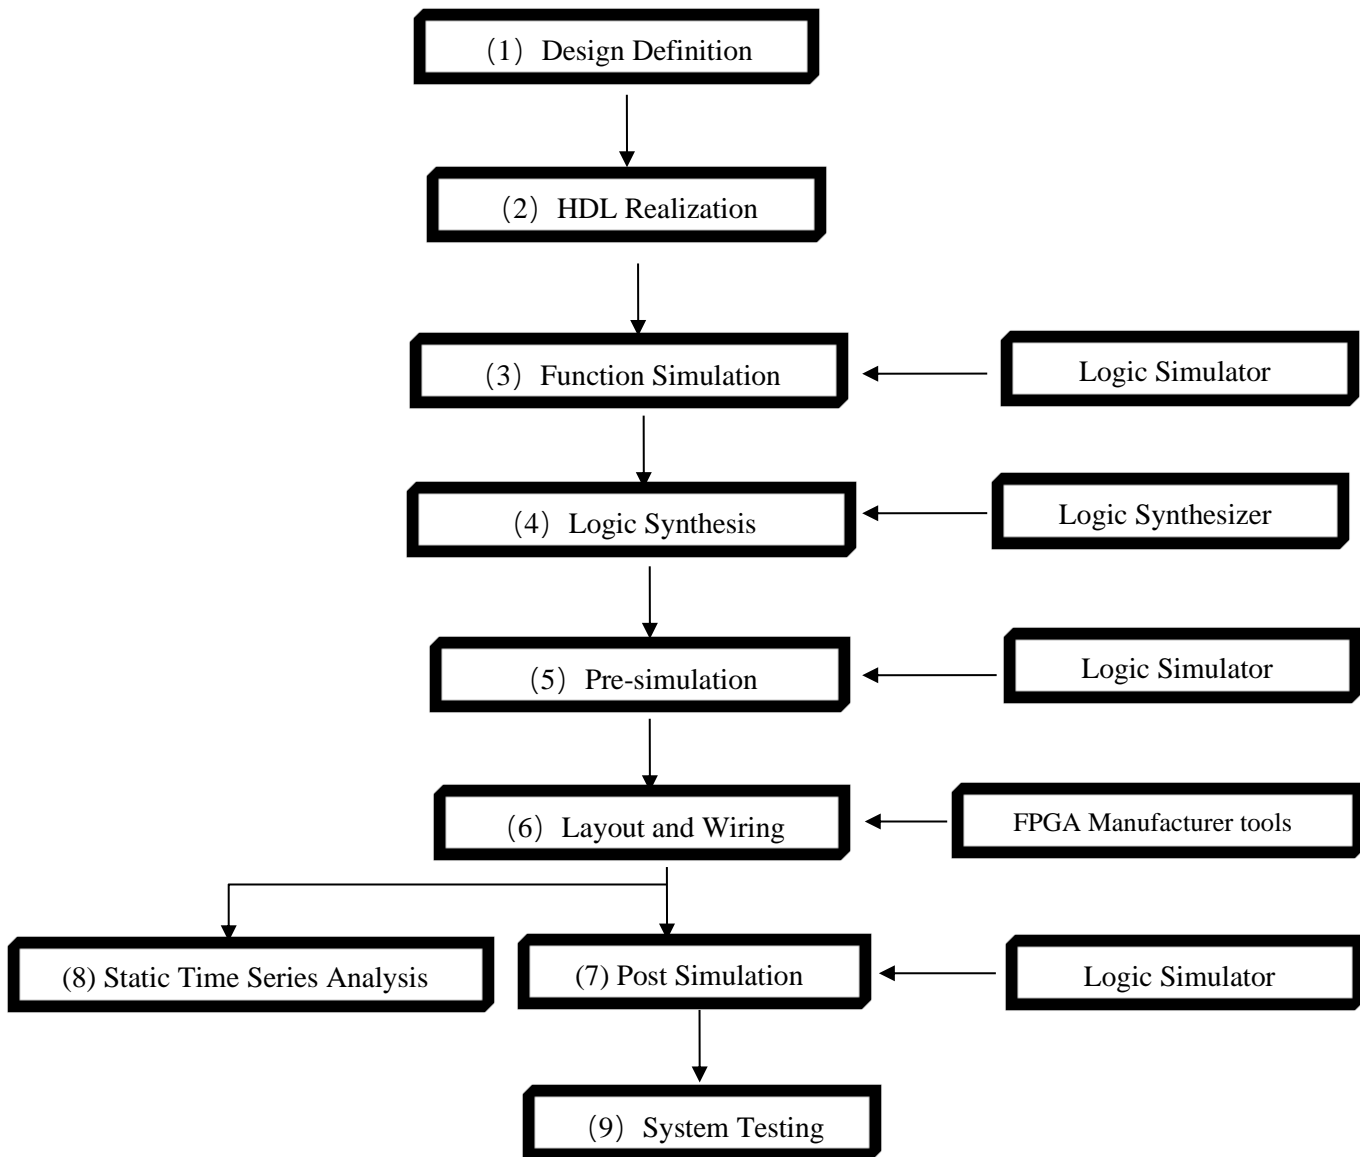 （1）Design Definition
（2）HDL Realization
（3）Function Simulation
Logic Simulator
（4）Logic Synthesis
Logic Synthesizer
（5）Pre-simulation
Logic Simulator
（6）Layout and Wiring
FPGA Manufacturer tools
(8) Static Time Series Analysis
(7) Post Simulation
Logic Simulator
（9）System Testing